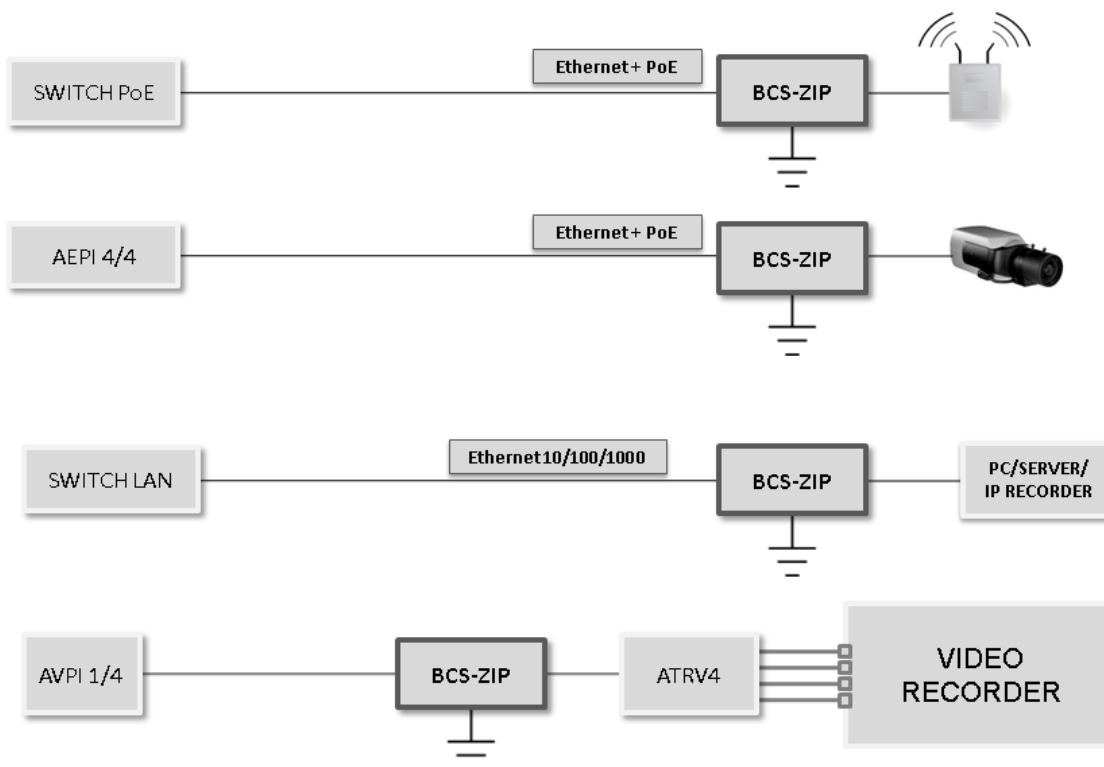 Ethernet+ PoE
SWITCH PoE
BCS-ZIP
Ethernet+ PoE
AEPI 4/4
BCS-ZIP
Ethernet10/100/1000
SWITCH LAN
BCS-ZIP
PC/SERVER/
IP RECORDER
AVPI 1/4
BCS-ZIP
ATRV4
VIDEO
RECORDER